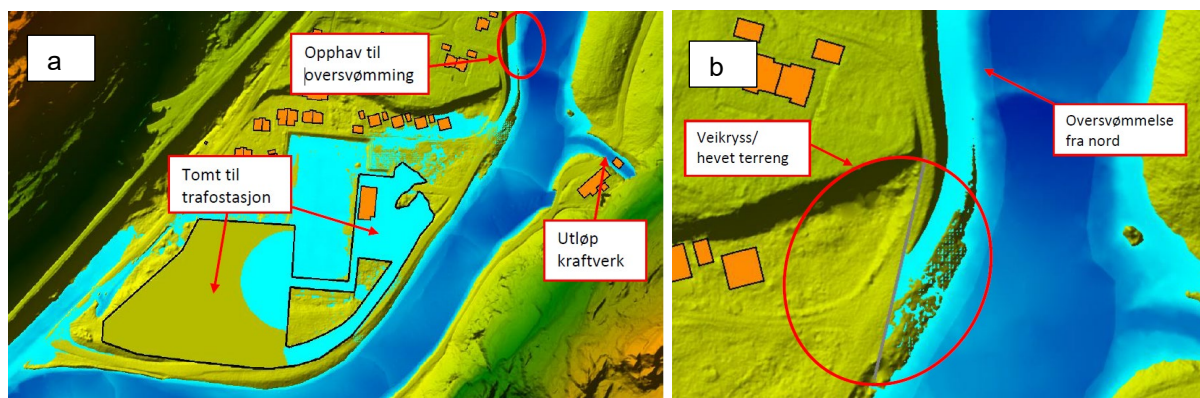 a
Opphav til
oversvømming
Tomt til
trafostasjon
Utløp
kraftverk
b
Veikryss/
hevet terreng
Oversvømmelse
fra nord